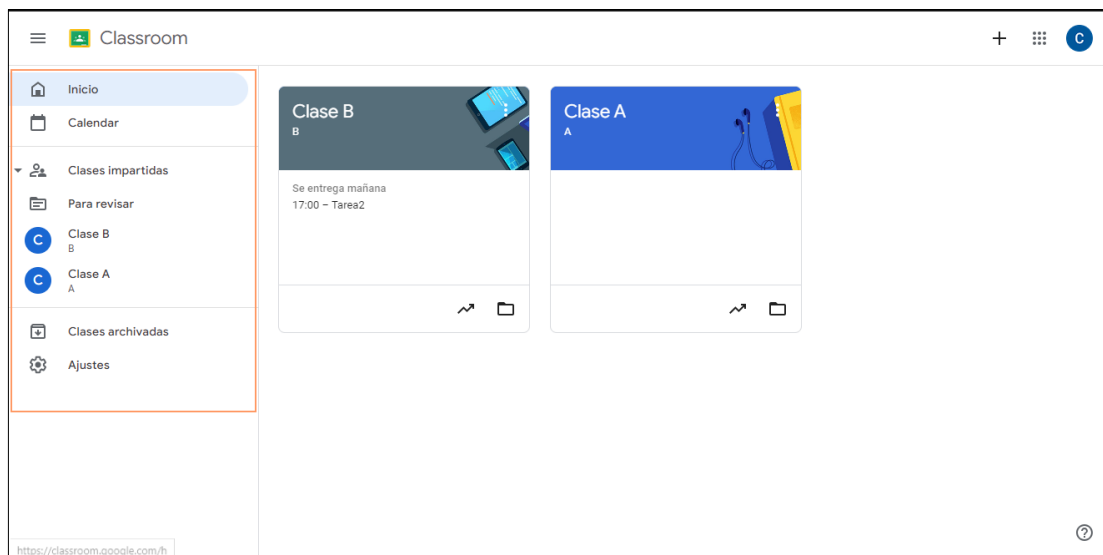 Classroom
C
Inicio
Calendar
Clases impartidas
Para revisar
C
Clase B
B
C
Clase A
A
Clases archivadas
Ajustes
Clase B
B
Se entrega mañana
17:00 – Tarea2
Clase A
A
https://classroom.google.com/h